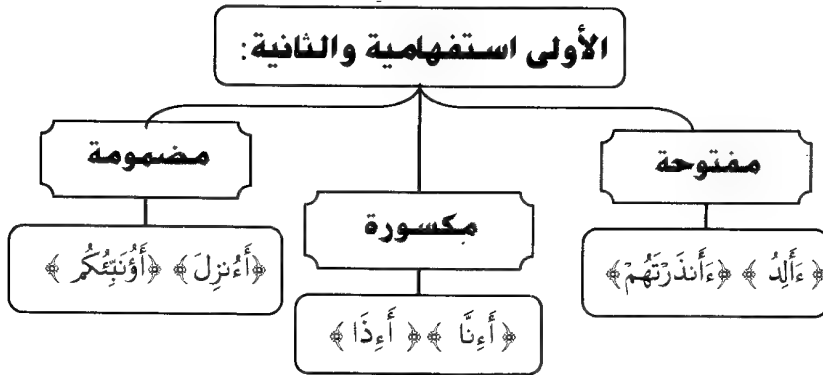 الأولى استفهامية والثانية:
مفتوحة
﴿ءَأَلِدُ﴾ ﴿ءَأَنذَرْتَهُمْ﴾
مكسورة
﴿أَءِنَّا﴾ ﴿أَءِذَا﴾
مضمومة
﴿أَءُنزِلَ﴾ ﴿أَؤُنَبِّئُكُم﴾